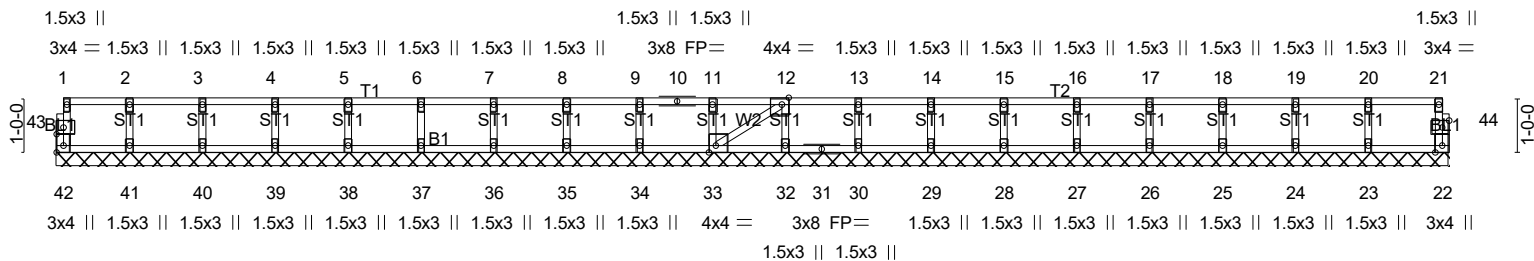 1.5x3 || 1.5x3 || 1.5x3 || 1.5x3 ||
3x4 = 1.5x3 || 1.5x3 || 1.5x3 || 1.5x3 || 1.5x3 || 1.5x3 || 1.5x3 || 3x8 FP= 4x4 = 1.5x3 || 1.5x3 || 1.5x3 || 1.5x3 || 1.5x3 || 1.5x3 || 1.5x3 || 1.5x3 || 3x4 =
1 2 3 4 5 6 7 8 9 10 11 12 13 14 15 16 17 18 19 20 21
T1 T2
1-0-0 43 BL1 ST1 ST1 ST1 ST1 B1 ST1 ST1 ST1 ST1 W2 ST1 ST1 ST1 ST1 ST1 ST1 ST1 ST1 ST1 BL1 44 1-0-0
42 41 40 39 38 37 36 35 34 33 32 31 30 29 28 27 26 25 24 23 22
3x4 || 1.5x3 || 1.5x3 || 1.5x3 || 1.5x3 || 1.5x3 || 1.5x3 || 1.5x3 || 1.5x3 || 4x4 = 3x8 FP= 1.5x3 || 1.5x3 || 1.5x3 || 1.5x3 || 1.5x3 || 1.5x3 || 1.5x3 || 3x4 ||
1.5x3 || 1.5x3 ||